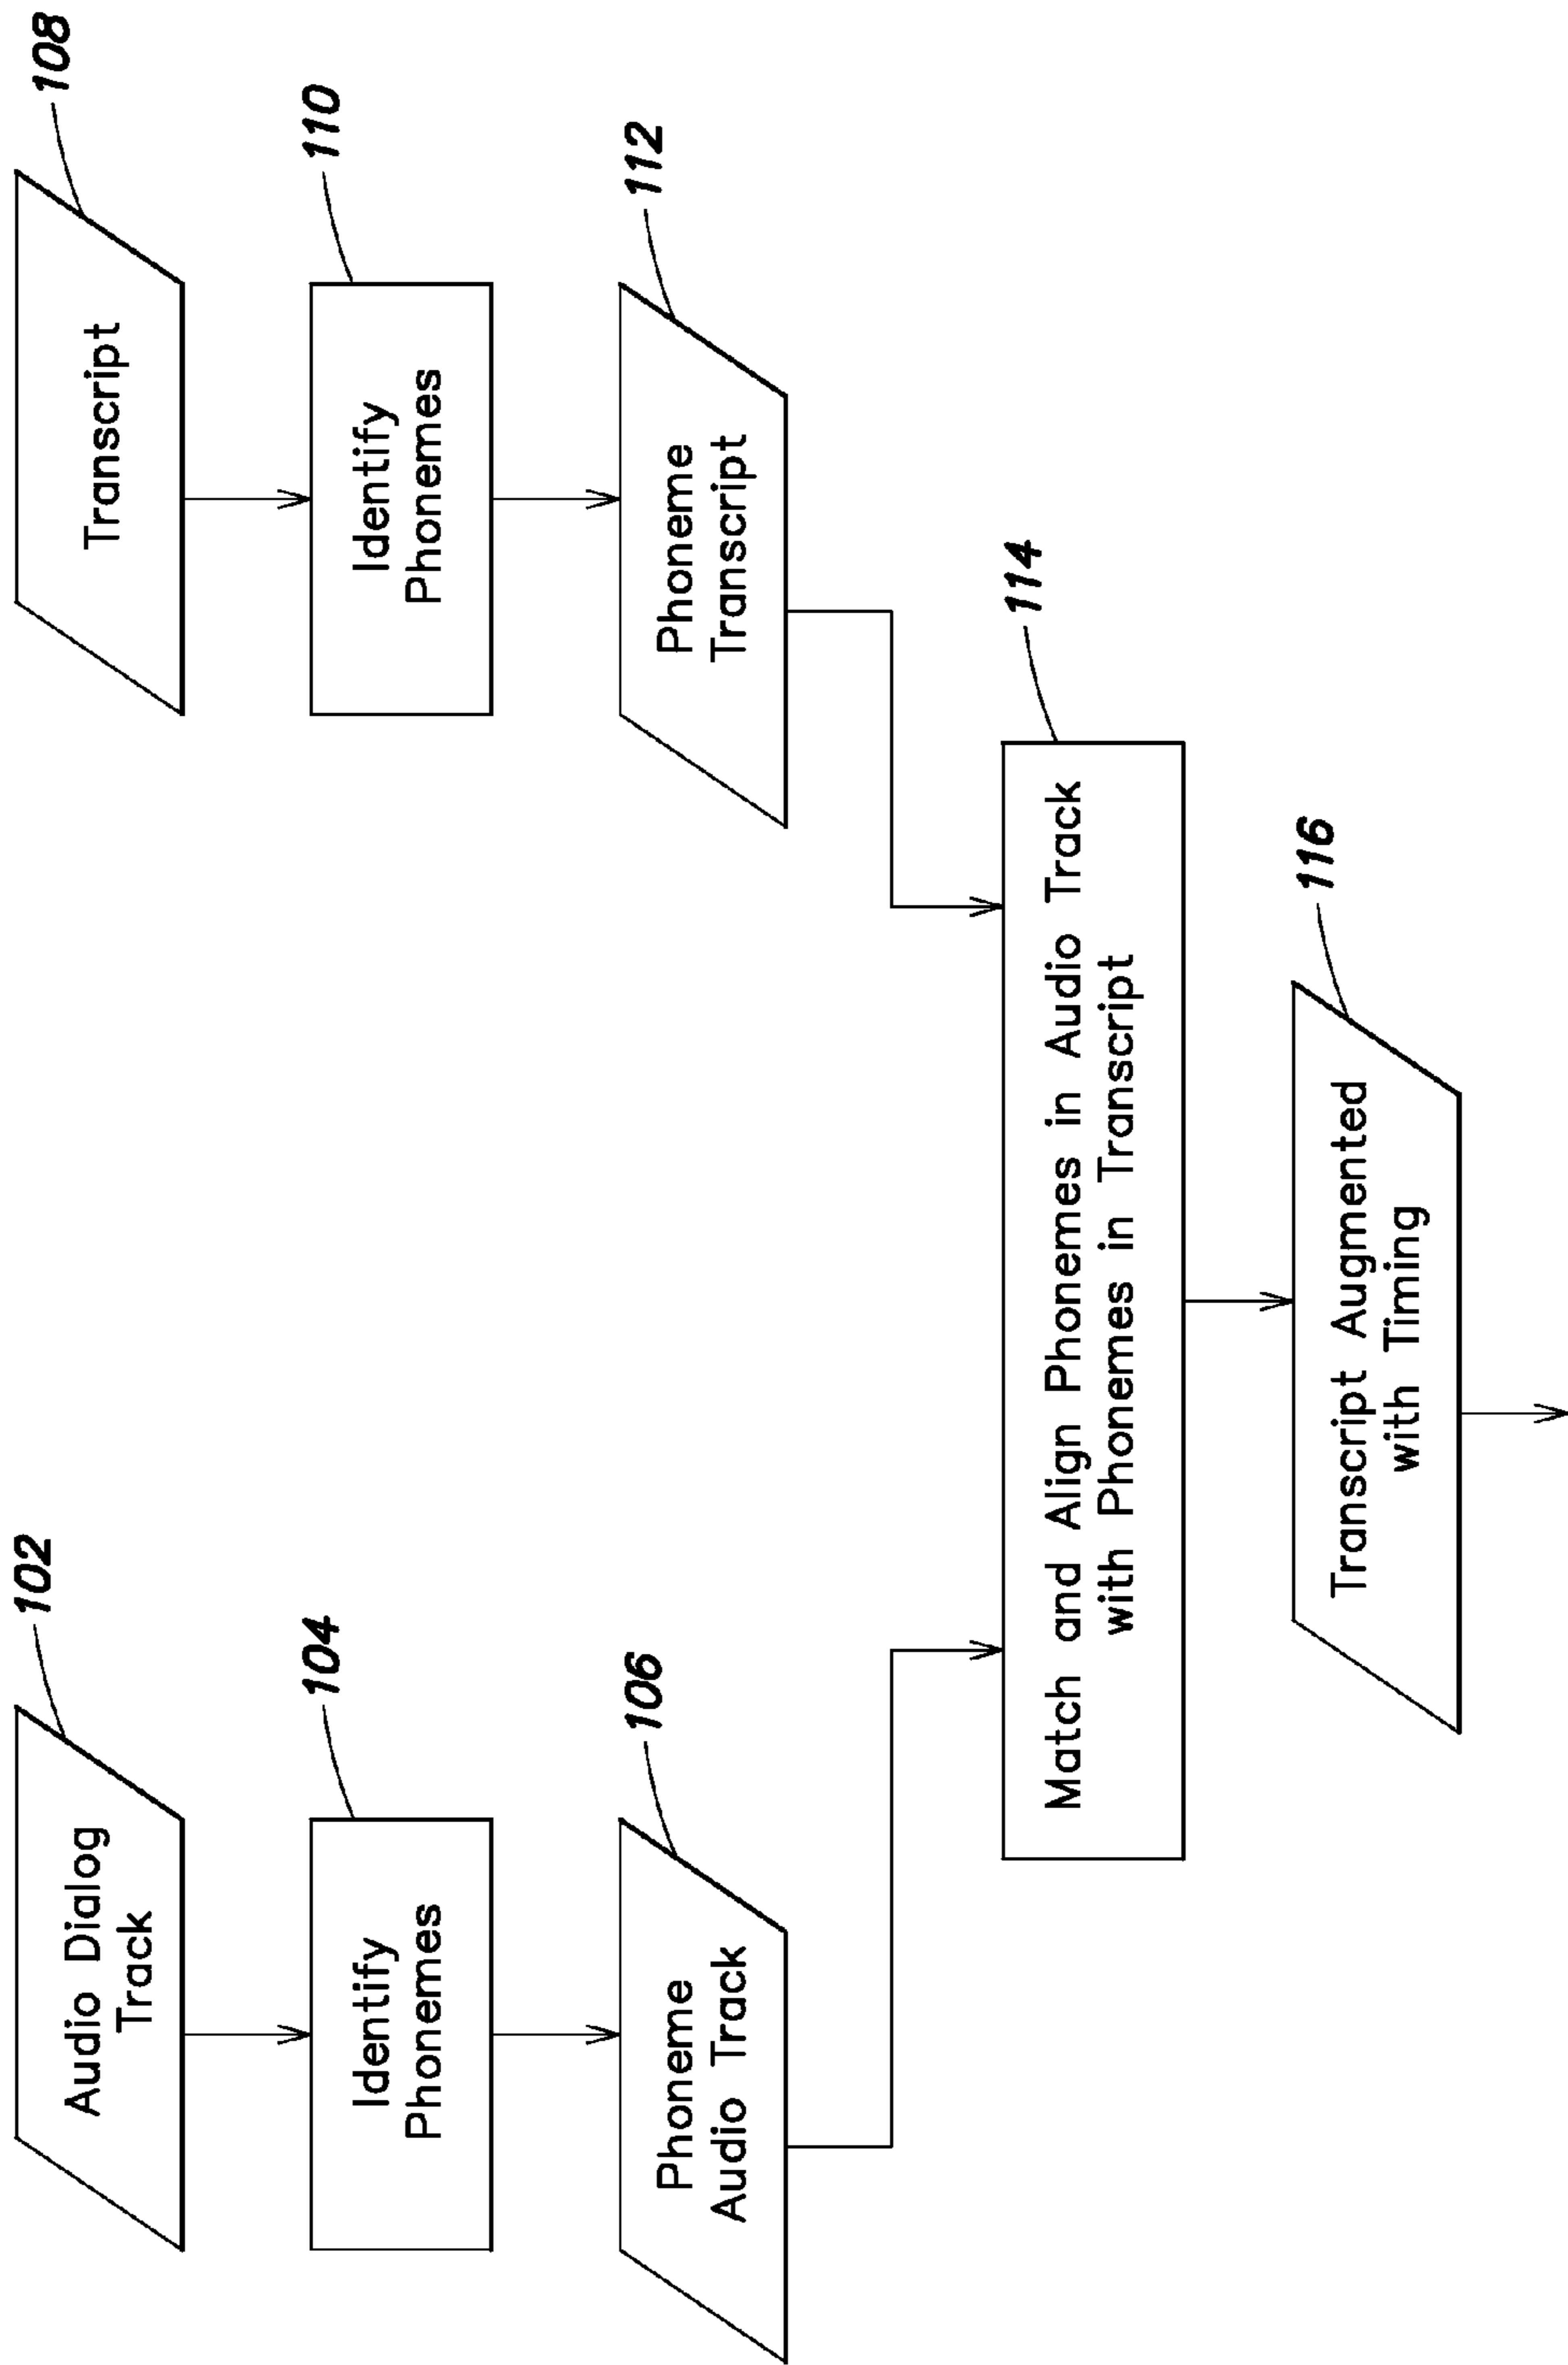 102
Audio Dialog
Track
104
Identify
Phonemes
106
Phoneme
Audio Track
108
Transcript
110
Identify
Phonemes
112
Phoneme
Transcript
114
Match and Align Phonemes in Audio Track
with Phonemes in Transcript
116
Transcript Augmented
with Timing